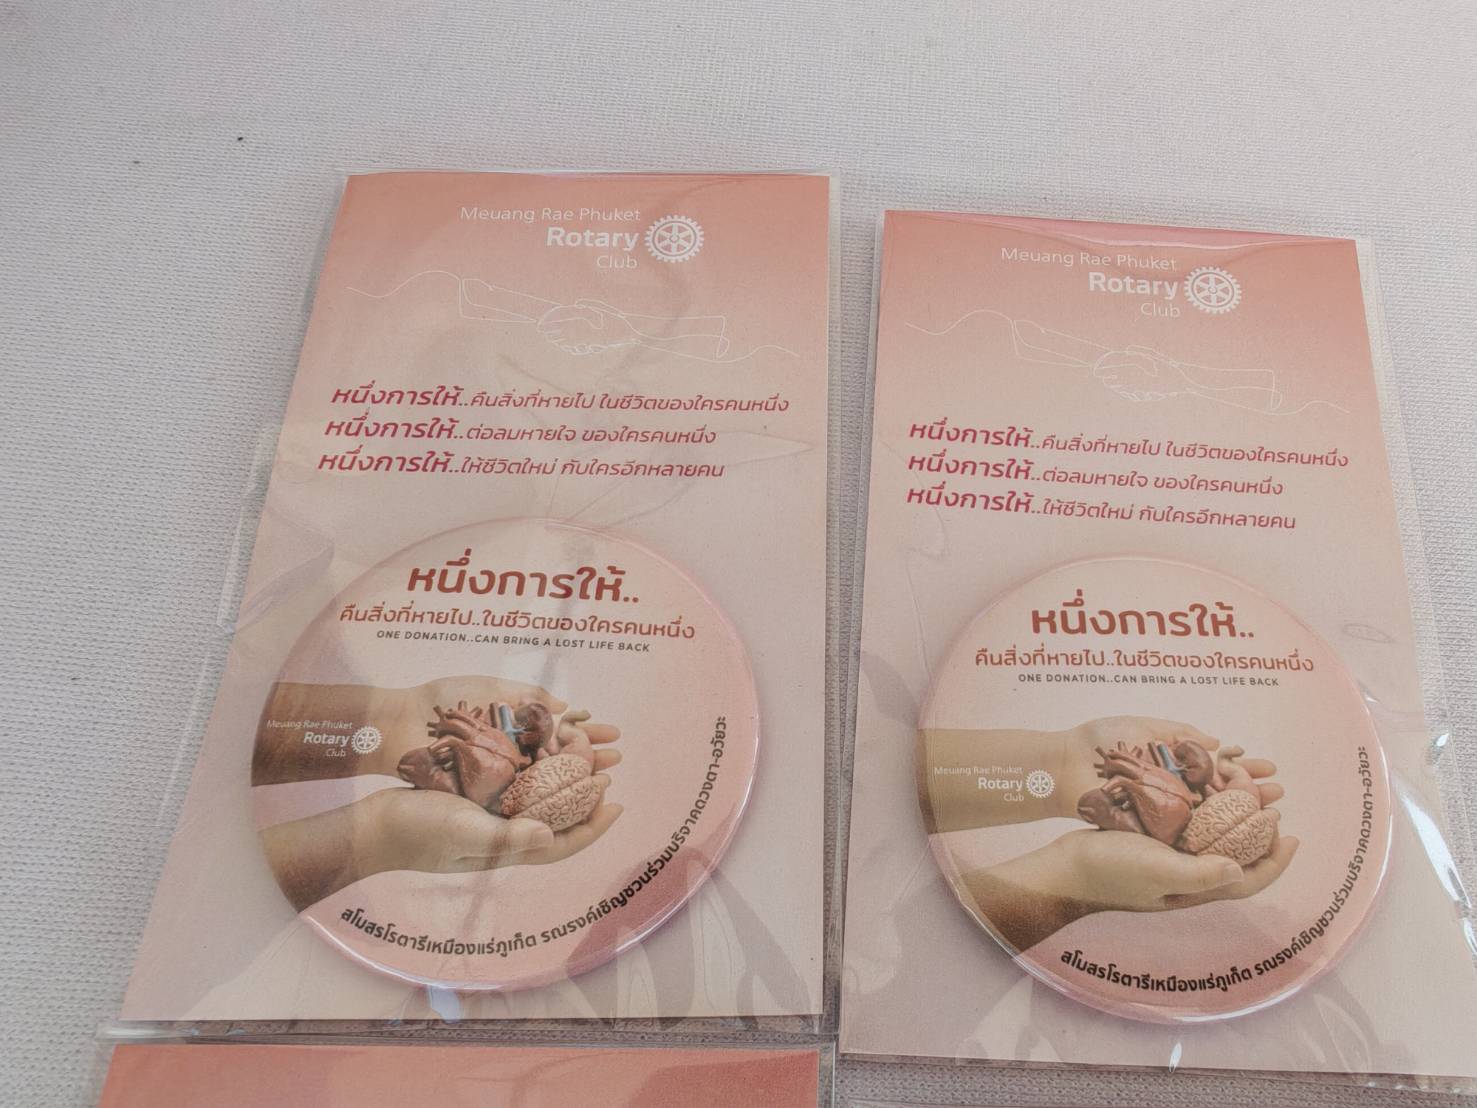 Meuang Rae Phuket
Rotary
Club
หนึ่งการให้..คืนสิ่งที่หายไป ในชีวิตของใครคนหนึ่ง
หนึ่งการให้..ต่อลมหายใจ ของใครคนหนึ่ง
หนึ่งการให้..ให้ชีวิตใหม่ กับใครอีกหลายคน
หนึ่งการให้..
คืนสิ่งที่หายไป..ในชีวิตของใครคนหนึ่ง
ONE DONATION..CAN BRING A LOST LIFE BACK
Meuang Rae Phuket
Rotary
Club
สโมสรโรตารีเหมืองแร่ภูเก็ต รณรงค์เชิญชวนร่วมบริจาคดวงตา-อวัยวะ
Meuang Rae Phuket
Rotary
Club
หนึ่งการให้..คืนสิ่งที่หายไป ในชีวิตของใครคนหนึ่ง
หนึ่งการให้..ต่อลมหายใจ ของใครคนหนึ่ง
หนึ่งการให้..ให้ชีวิตใหม่ กับใครอีกหลายคน
หนึ่งการให้..
คืนสิ่งที่หายไป..ในชีวิตของใครคนหนึ่ง
ONE DONATION..CAN BRING A LOST LIFE BACK
Meuang Rae Phuket
Rotary
Club
สโมสรโรตารีเหมืองแร่ภูเก็ต รณรงค์เชิญชวนร่วมบริจาคดวงตา-อวัยวะ